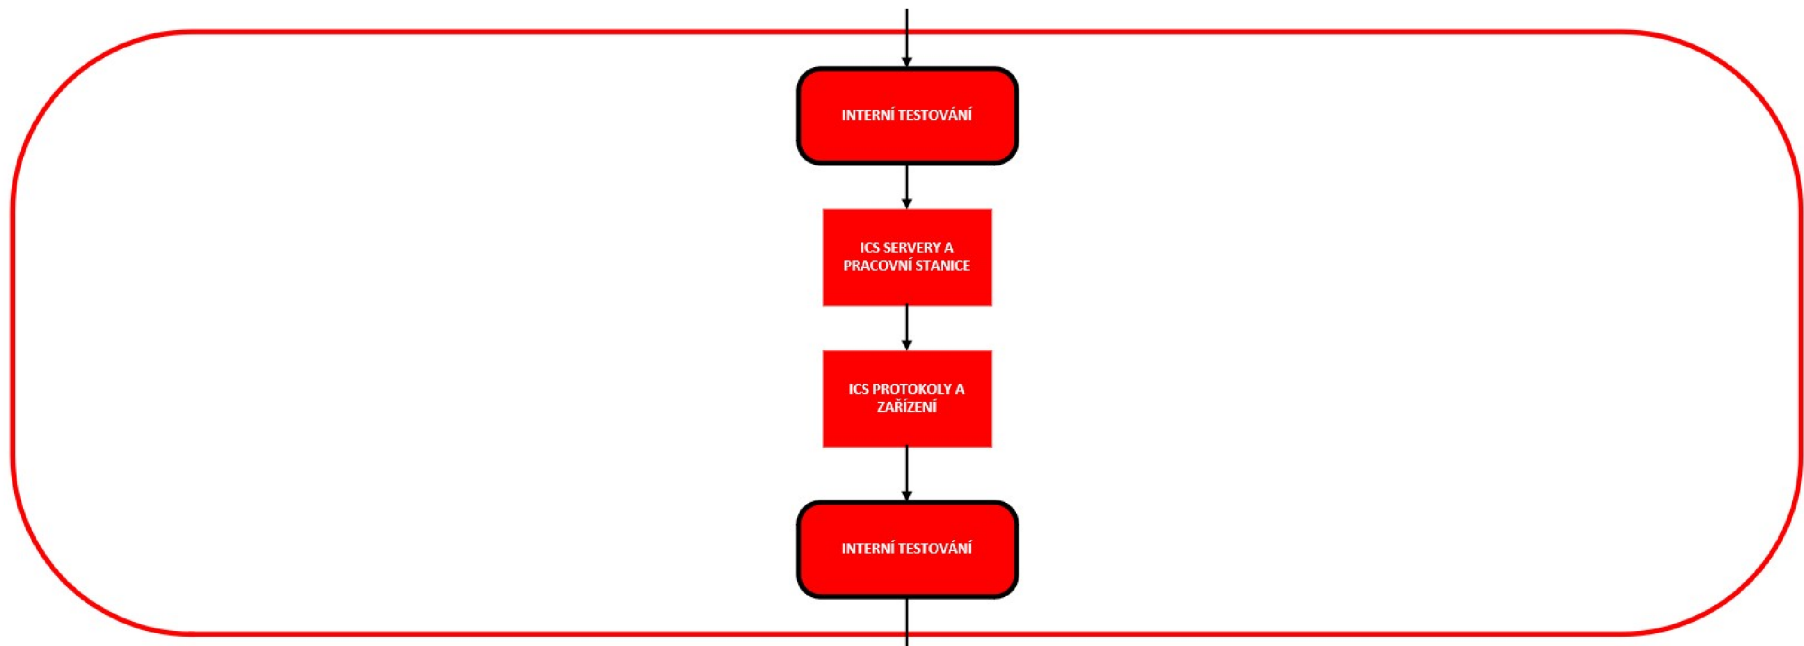 INTERNÍ TESTOVÁNÍ
ICS SERVERY A
PRACOVNÍ STANICE
ICS PROTOKOLY A
ZAŘÍZENÍ
INTERNÍ TESTOVÁNÍ